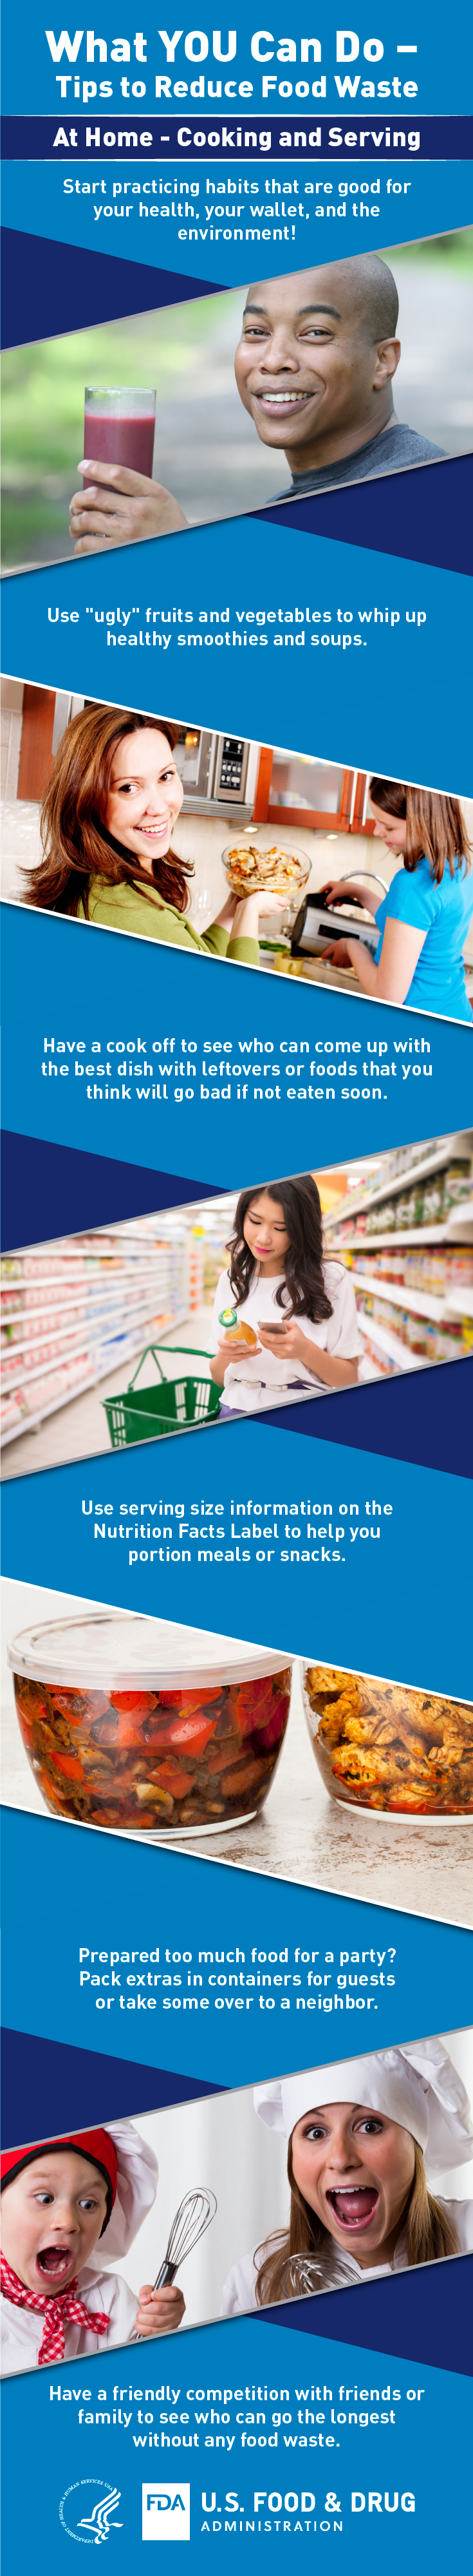 What YOU Can Do –
Tips to Reduce Food Waste
At Home - Cooking and Serving
Start practicing habits that are good for
your health, your wallet, and the
environment!
Use "ugly" fruits and vegetables to whip up
healthy smoothies and soups.
Have a cook off to see who can come up with
the best dish with leftovers or foods that you
think will go bad if not eaten soon.
Use serving size information on the
Nutrition Facts Label to help you
portion meals or snacks.
Prepared too much food for a party?
Pack extras in containers for guests
or take some over to a neighbor.
Have a friendly competition with friends or
family to see who can go the longest
without any food waste.
DEPARTMENT OF HEALTH & HUMAN SERVICES USA
FDA
U.S. FOOD & DRUG
ADMINISTRATION